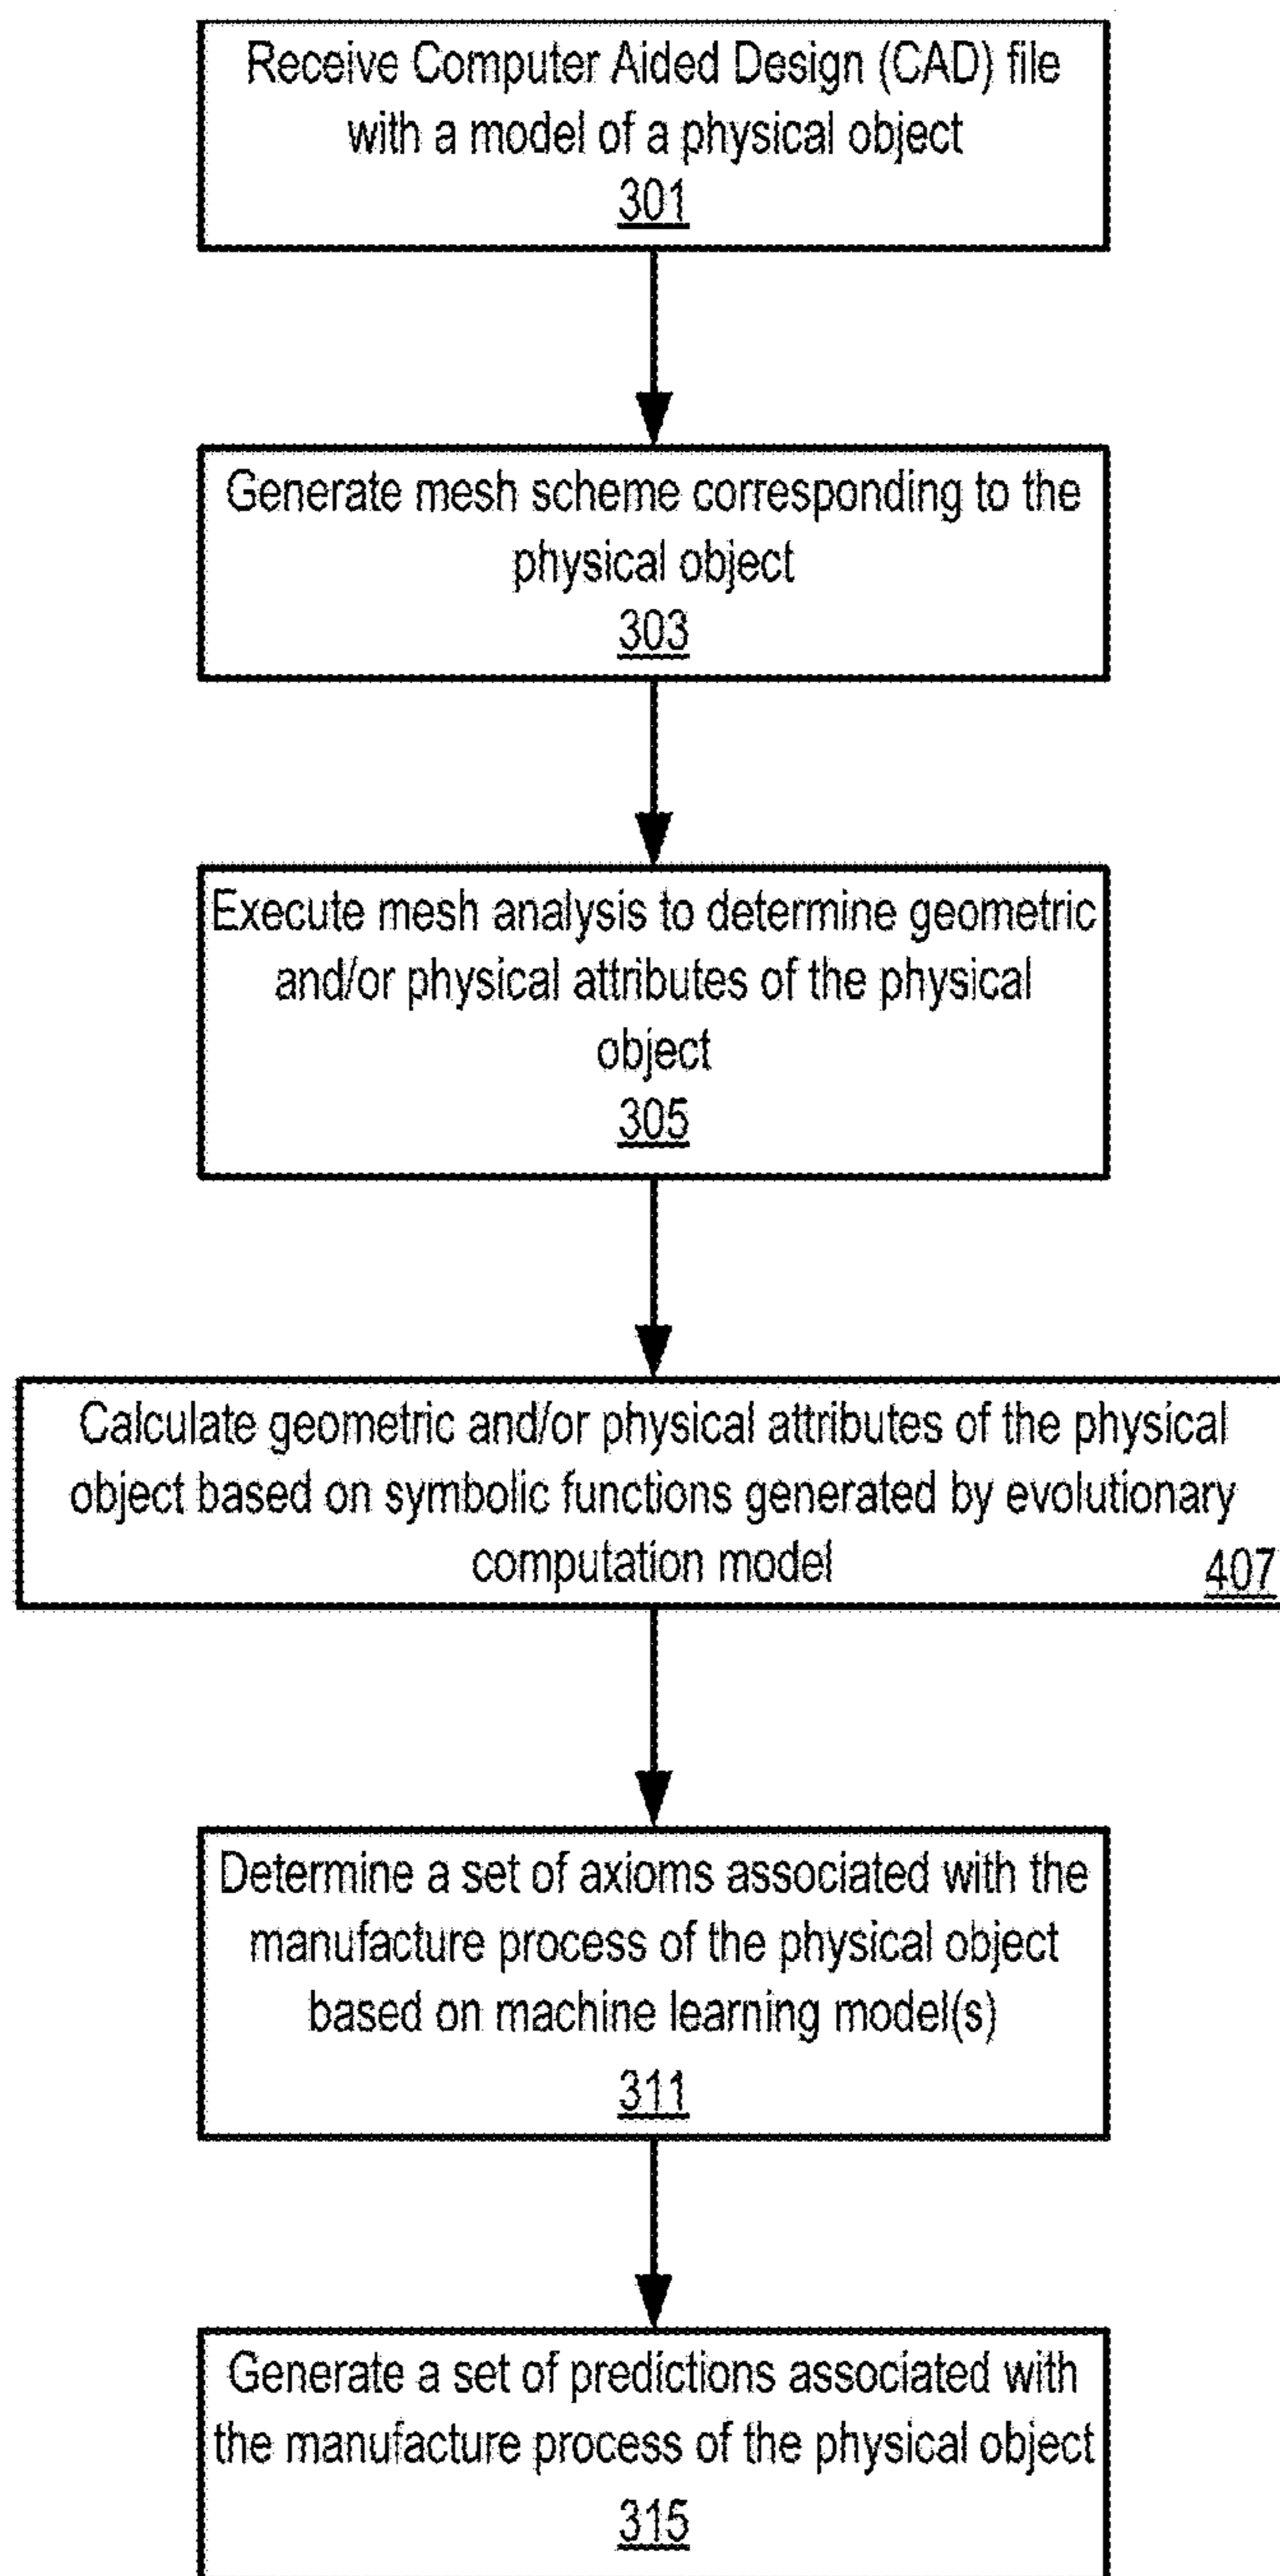 Receive Computer Aided Design (CAD) file
with a model of a physical object
301
Generate mesh scheme corresponding to the
physical object
303
Execute mesh analysis to determine geometric
and/or physical attributes of the physical
object
305
Calculate geometric and/or physical attributes of the physical
object based on symbolic functions generated by evolutionary
computation model 407
Determine a set of axioms associated with the
manufacture process of the physical object
based on machine learning model(s)
311
Generate a set of predictions associated with
the manufacture process of the physical object
315